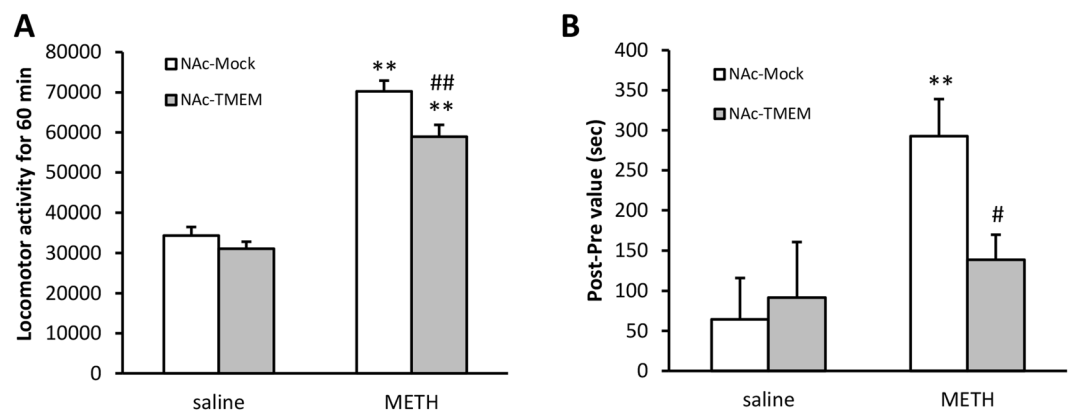 A
Locomotor activity for 60 min
80000
70000
60000
50000
40000
30000
20000
10000
0
NAc-Mock
NAc-TMEM
**
##
**
saline
METH
B
Post-Pre value (sec)
400
350
300
250
200
150
100
50
0
NAc-Mock
NAc-TMEM
**
#
saline
METH